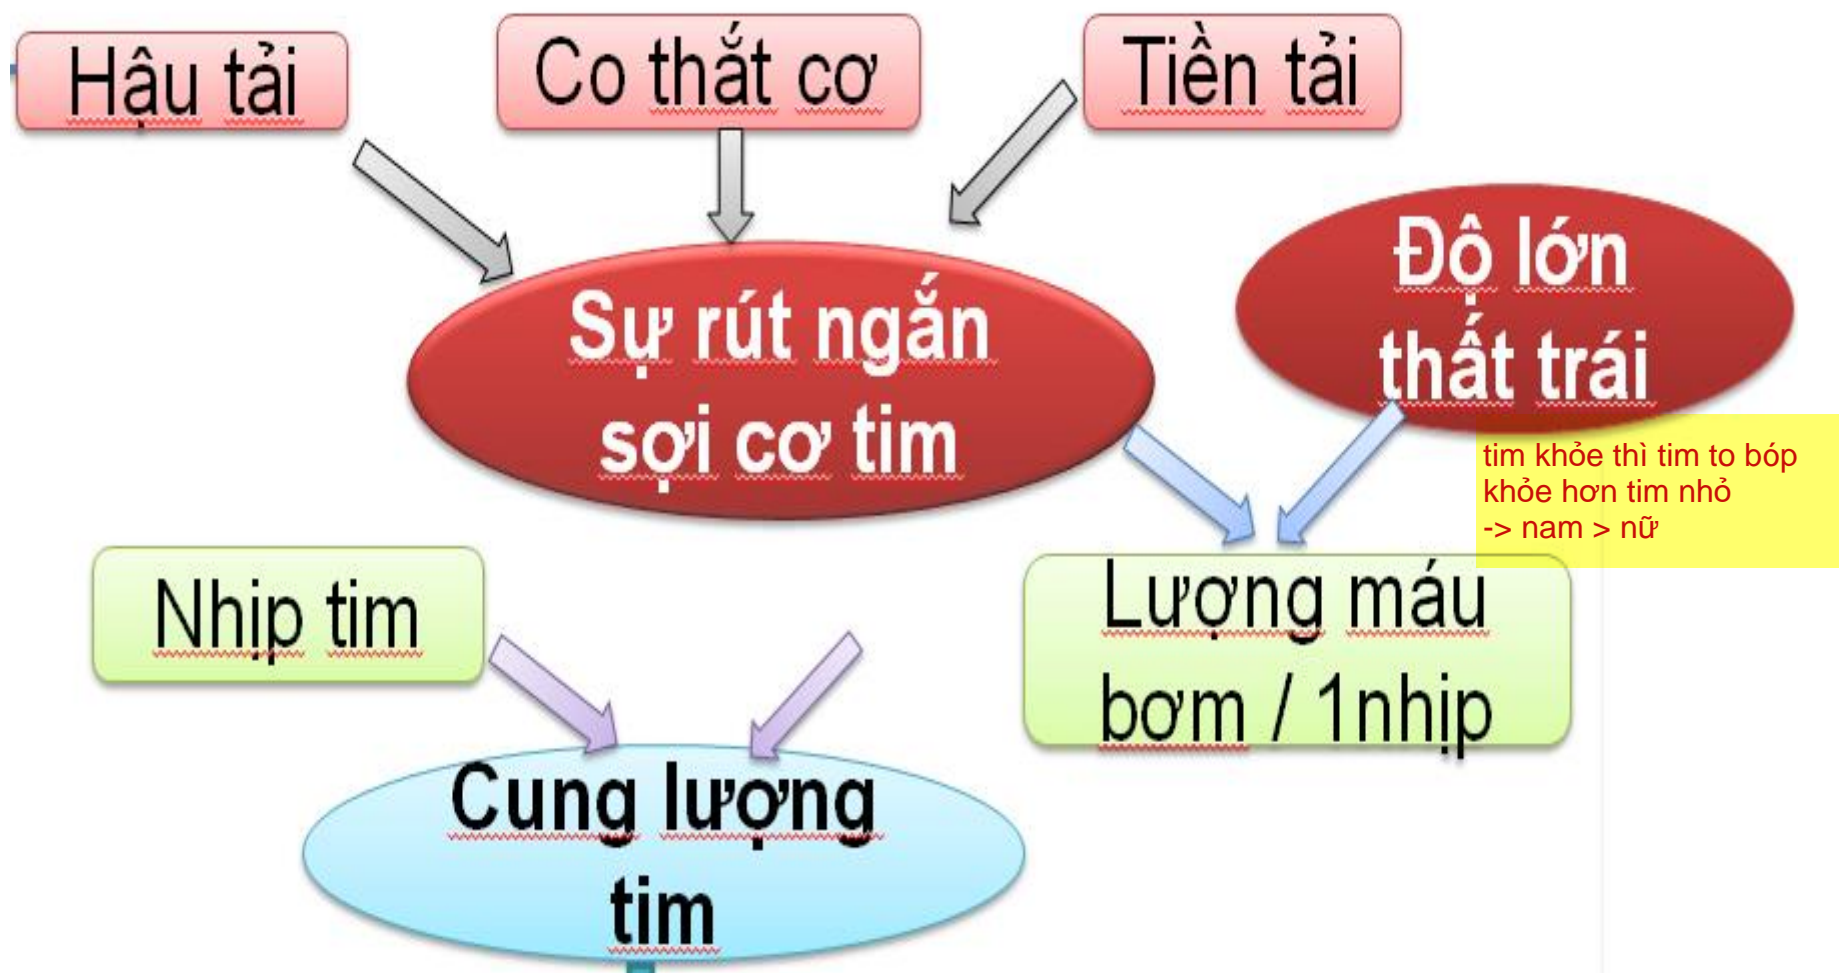 Hậu tải
Co thắt cơ
Tiền tải
Sự rút ngắn
sợi cơ tim
Độ lớn
thất trái
tim khỏe thì tim to bóp
khỏe hơn tim nhỏ
-> nam > nữ
Nhịp tim
Lượng máu
bơm / 1nhịp
Cung lượng
tim